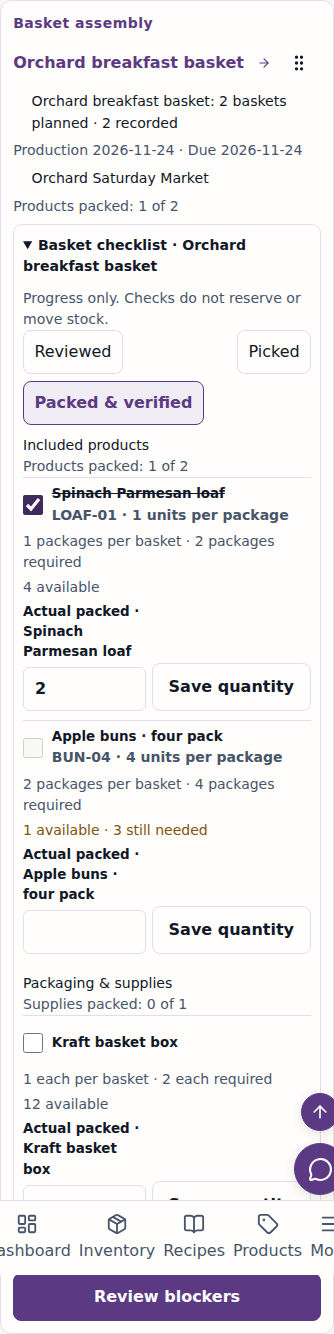 Basket assembly
Orchard breakfast basket →
Orchard breakfast basket: 2 baskets
planned · 2 recorded
Production 2026-11-24 · Due 2026-11-24
Orchard Saturday Market
Products packed: 1 of 2
▼ Basket checklist · Orchard
breakfast basket
Progress only. Checks do not reserve or
move stock.
Reviewed
Picked
Packed & verified
Included products
Products packed: 1 of 2
Spinach Parmesan loaf
LOAF-01 · 1 units per package
1 packages per basket · 2 packages
required
4 available
Actual packed ·
Spinach
Parmesan loaf
2
Save quantity
Apple buns · four pack
BUN-04 · 4 units per package
2 packages per basket · 4 packages
required
1 available · 3 still needed
Actual packed ·
Apple buns ·
four pack
Save quantity
Packaging & supplies
Supplies packed: 0 of 1
Kraft basket box
1 each per basket · 2 each required
12 available
Actual packed ·
Kraft basket
box
ashboard Inventory Recipes Products Mo
Review blockers